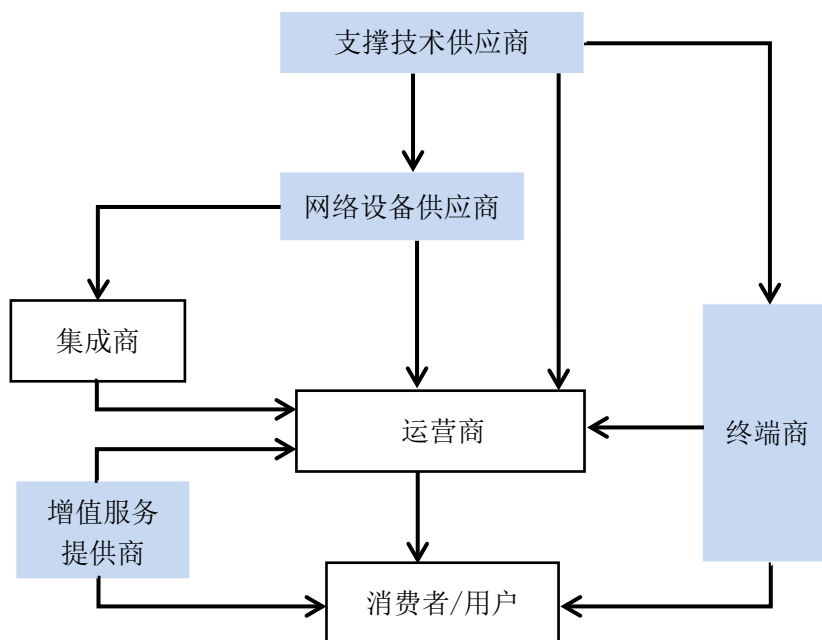 支撑技术供应商
网络设备供应商
集成商
运营商
终端商
增值服务
提供商
消费者/用户